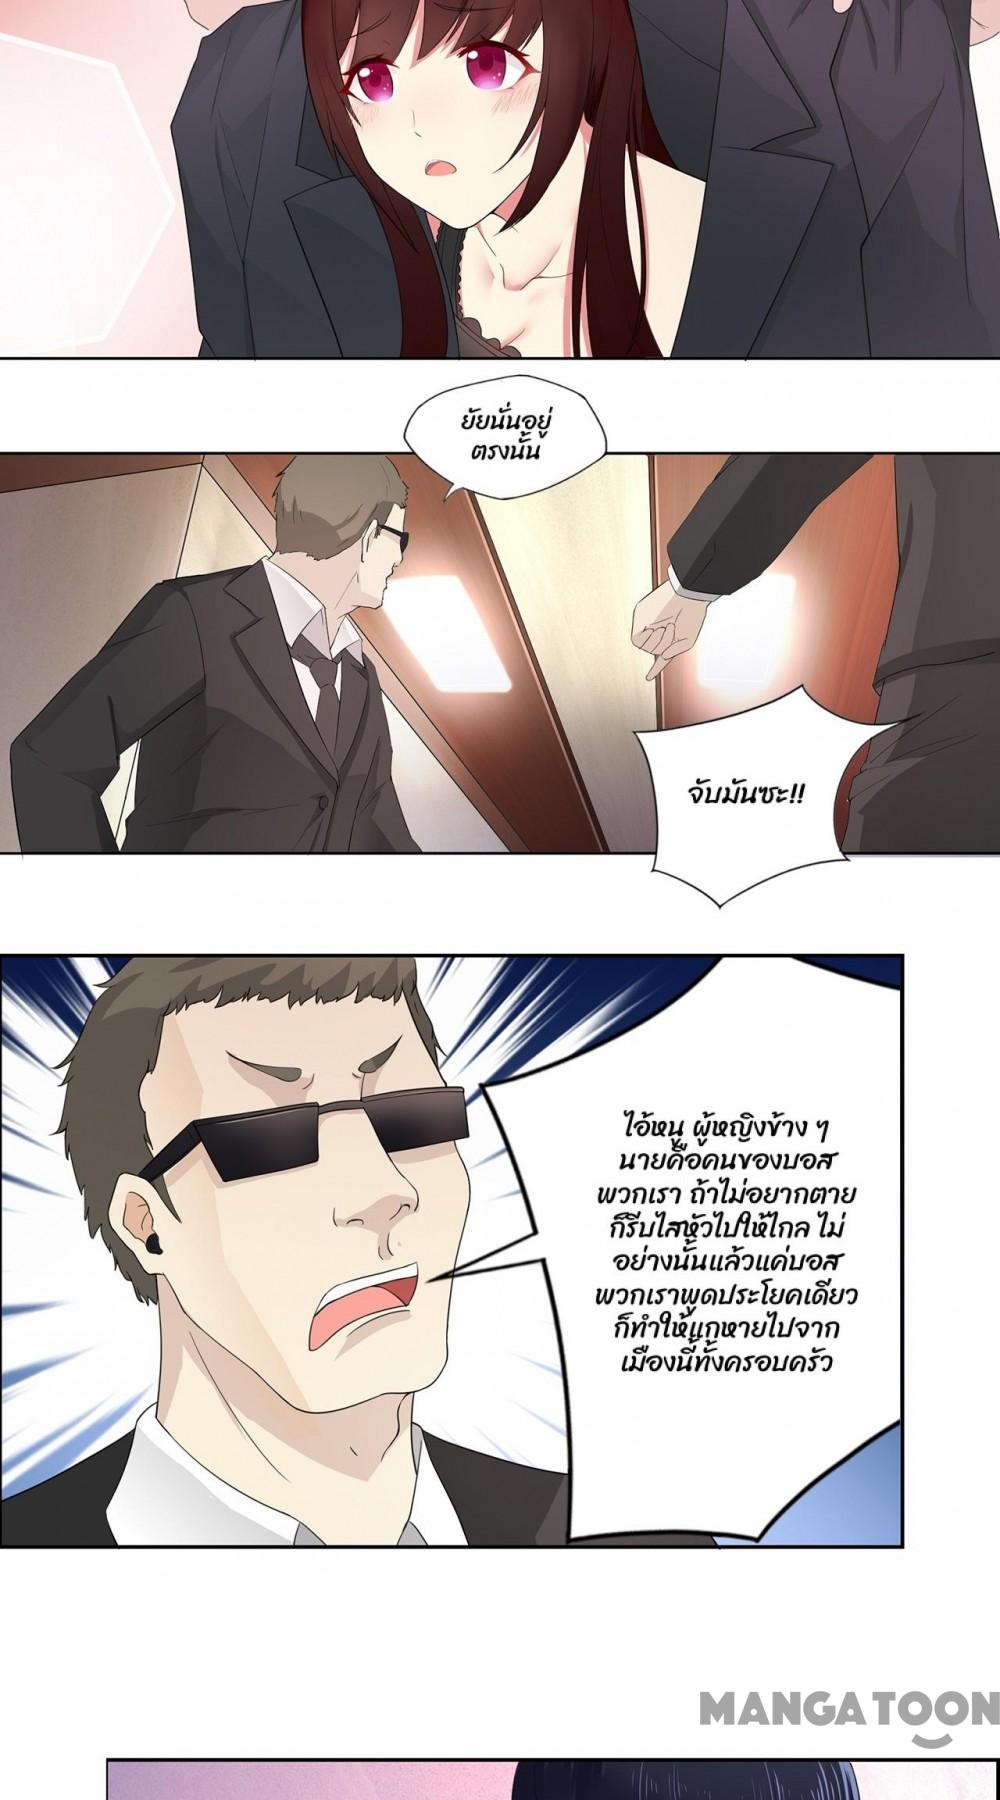 ยัยนั่นอยู่
ตรงนั้น
จับมันซะ!!
ไอ้หนู ผู้หญิงข้าง ๆ
นายคือคนของบอส
พวกเรา ถ้าไม่อยากตาย
ก็รีบไสหัวไปให้ไกล ไม่
อย่างนั้นแล้วแค่บอส
พวกเราพูดประโยคเดียว
ก็ทำให้แกหายไปจาก
เมืองนี้ทั้งครอบครัว
MANGATOON